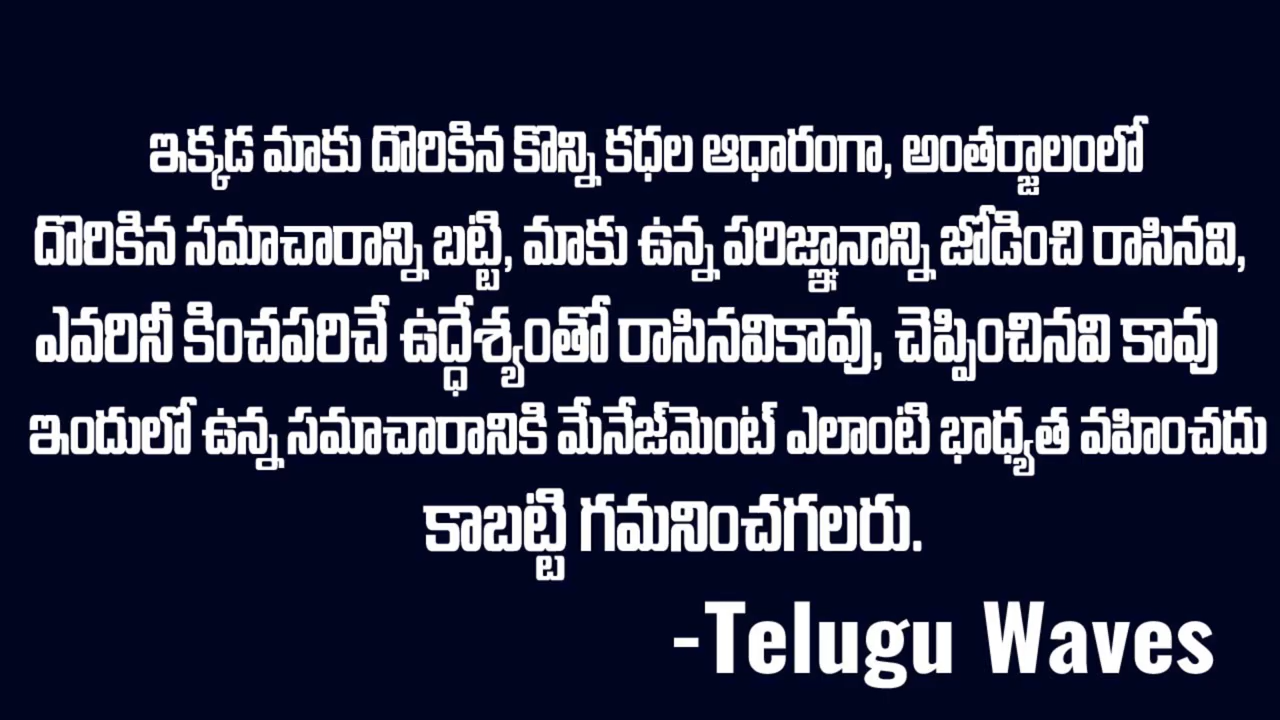 ఇక్కడ మాకు దొరికిన కొన్ని కధల ఆధారంగా, అంతర్జాలంలో
దొరికిన సమాచారాన్ని బట్టి, మాకు ఉన్న పరిజ్ఞానాన్ని జోడించి రాసినవి,
ఎవరినీ కించపరిచే ఉద్ధేశ్యంతో రాసినవికావు, చెప్పించినవి కావు
ఇందులో ఉన్న సమాచారానికి మేనేజ్‌మెంట్ ఎలాంటి భాధ్యత వహించదు
కాబట్టి గమనించగలరు.
-Telugu Waves